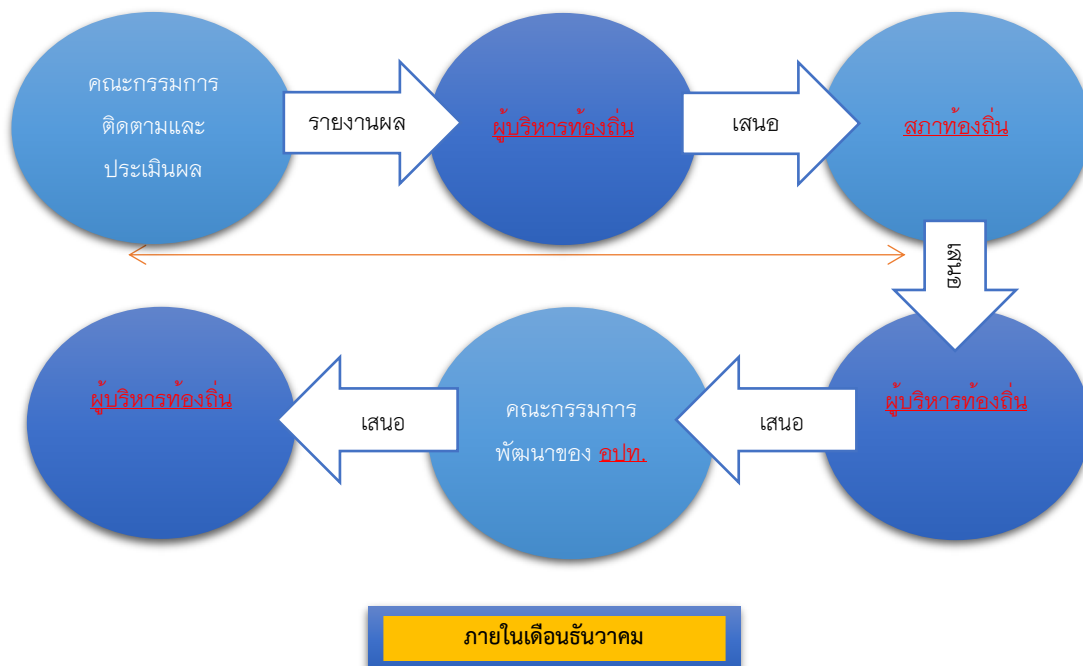 คณะกรรมการ
ติดตามและ
ประเมินผล
รายงานผล
ผู้บริหารท้องถิ่น
เสนอ
สภาท้องถิ่น
เสนอ
ผู้บริหารท้องถิ่น
เสนอ
คณะกรรมการ
พัฒนาของ อปท.
เสนอ
ผู้บริหารท้องถิ่น
ภายในเดือนธันวาคม